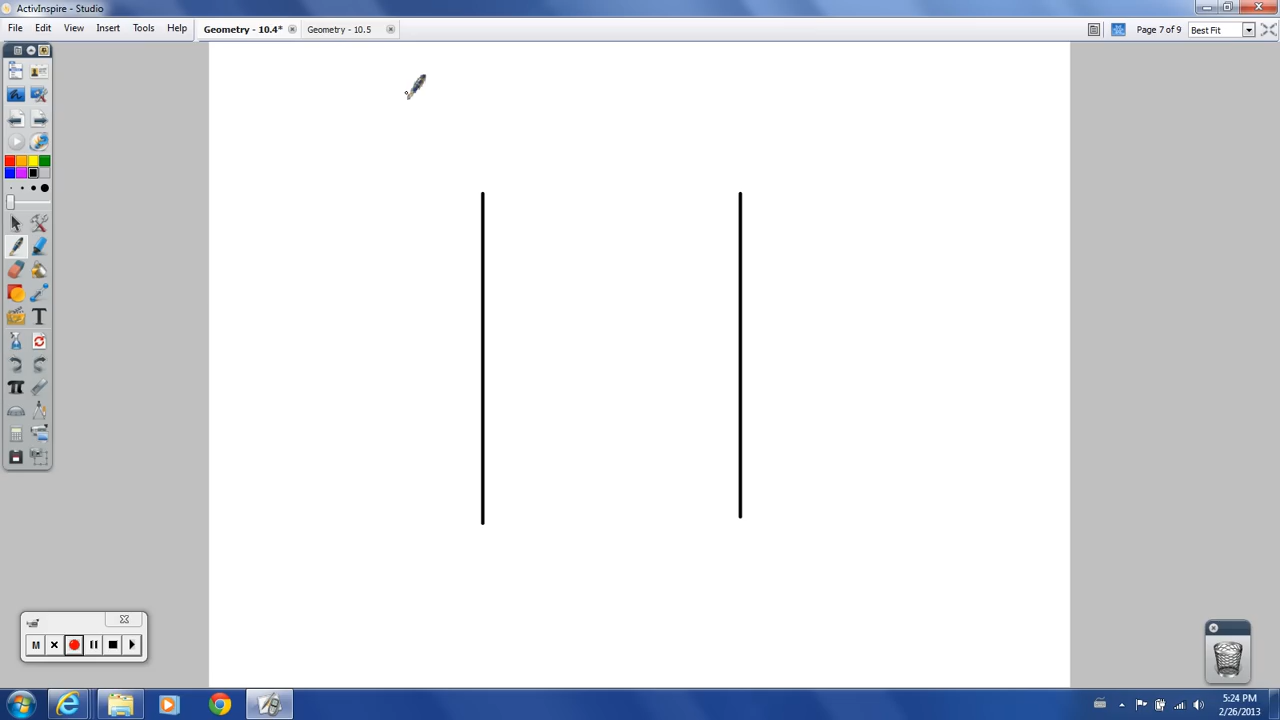 ActivInspire - Studio
File Edit View Insert Tools Help Geometry - 10.4* Geometry - 10.5 Page 7 of 9 Best Fit
T
M
5:24 PM
2/26/2013